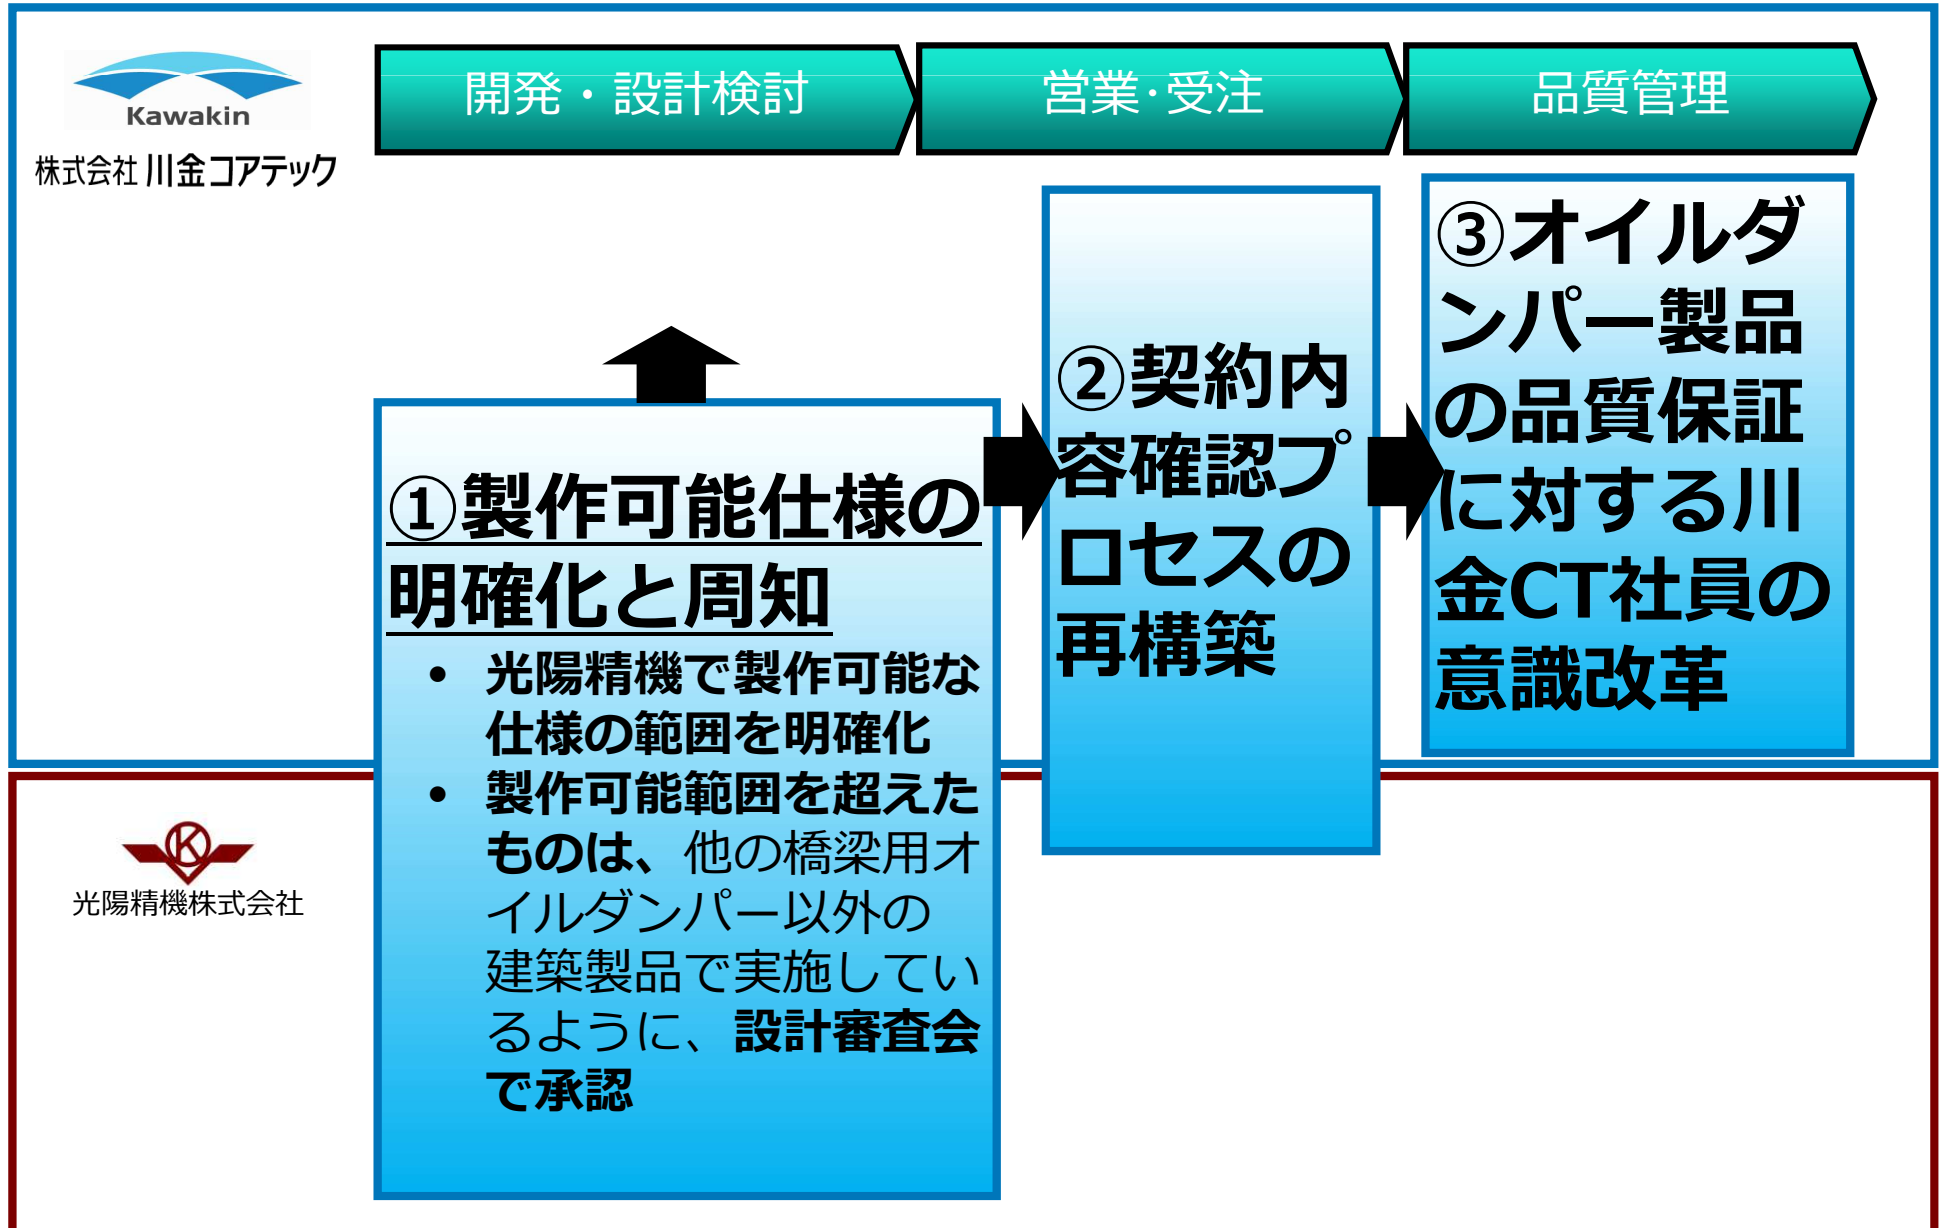 Kawakin
株式会社 川金コアテック
開発・設計検討
営業･受注
品質管理
①製作可能仕様の
明確化と周知
• 光陽精機で製作可能な
仕様の範囲を明確化
• 製作可能範囲を超えた
ものは、他の橋梁用オ
イルダンパー以外の
建築製品で実施してい
るように、設計審査会
で承認
②契約内
容確認プ
ロセスの
再構築
③オイルダ
ンパー製品
の品質保証
に対する川
金CT社員の
意識改革
K
光陽精機株式会社